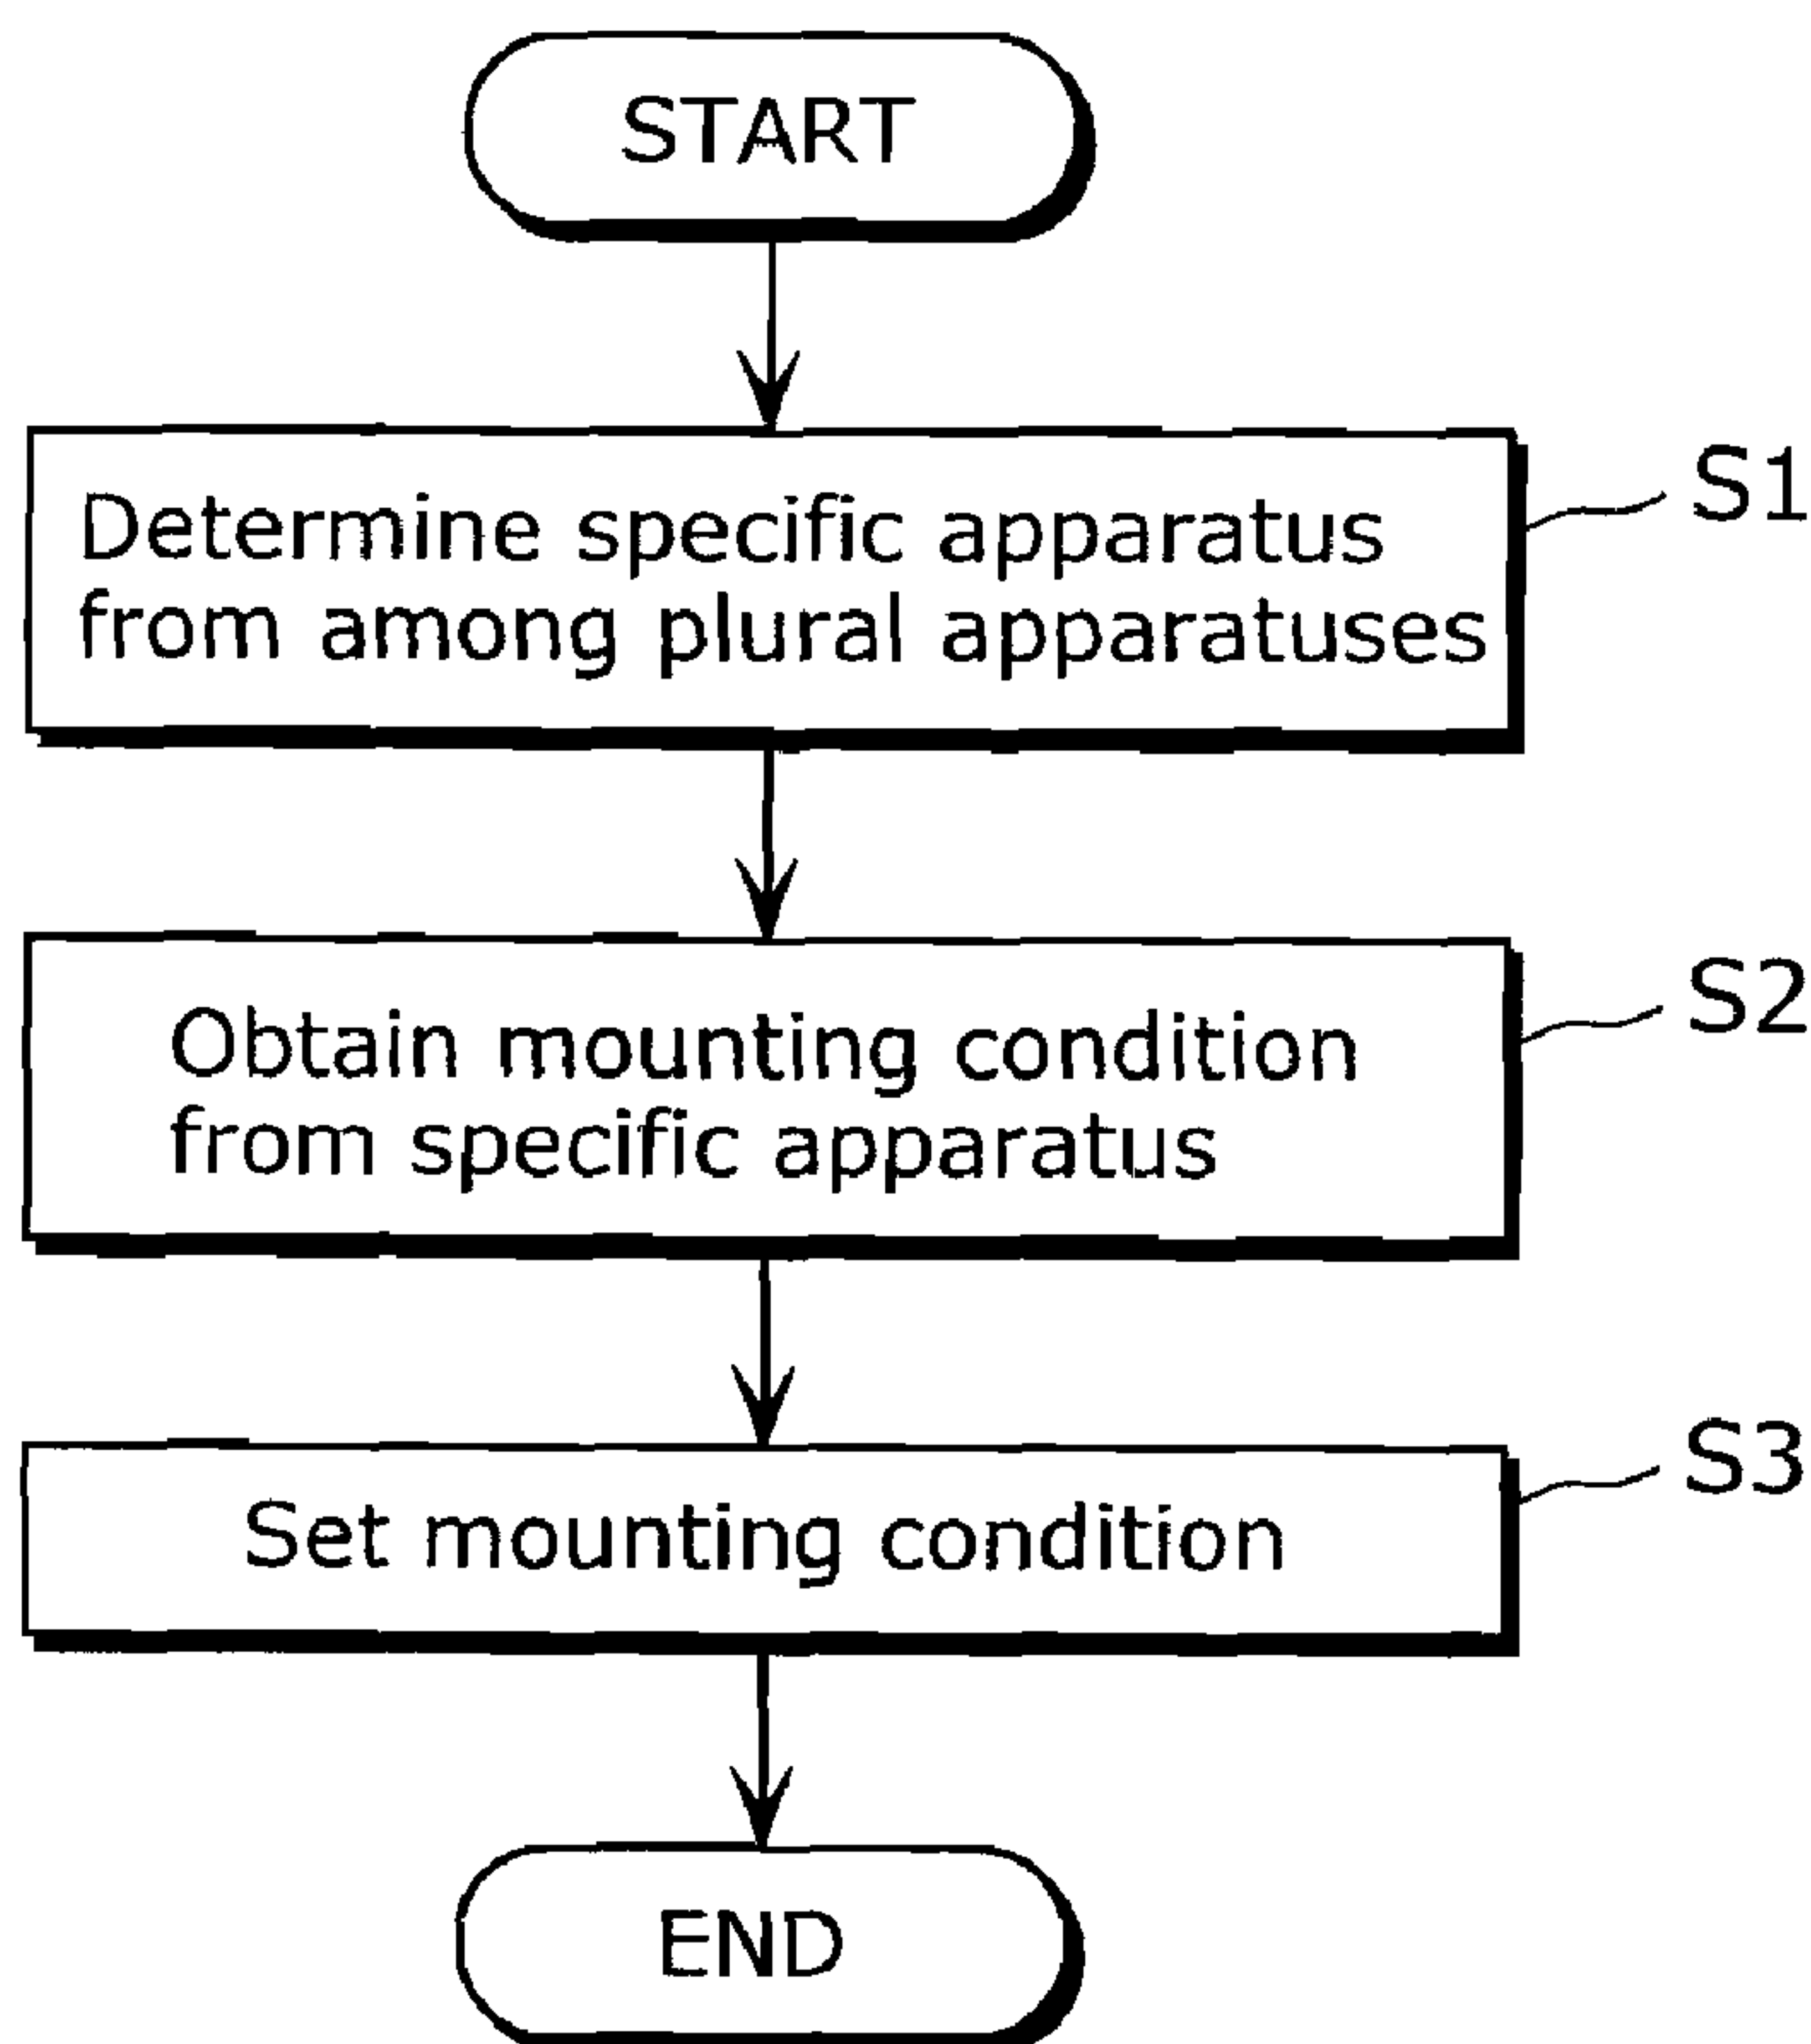 START
Determine specific apparatus
from among plural apparatuses
S1
Obtain mounting condition
from specific apparatus
S2
Set mounting condition
S3
END